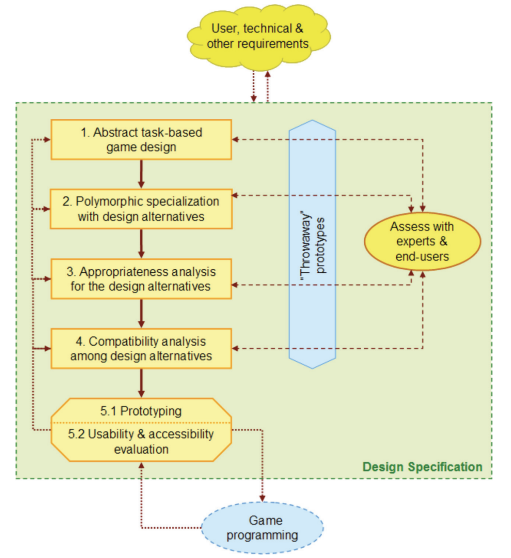 User, technical &
other requirements
1. Abstract task-based
game design
2. Polymorphic specialization
with design alternatives
3. Appropriateness analysis
for the design alternatives
4. Compatibility analysis
among design alternatives
5.1 Prototyping
5.2 Usability & accessibility
evaluation
"Throwaway"
prototypes
Assess with
experts &
end-users
Design Specification
Game
programming